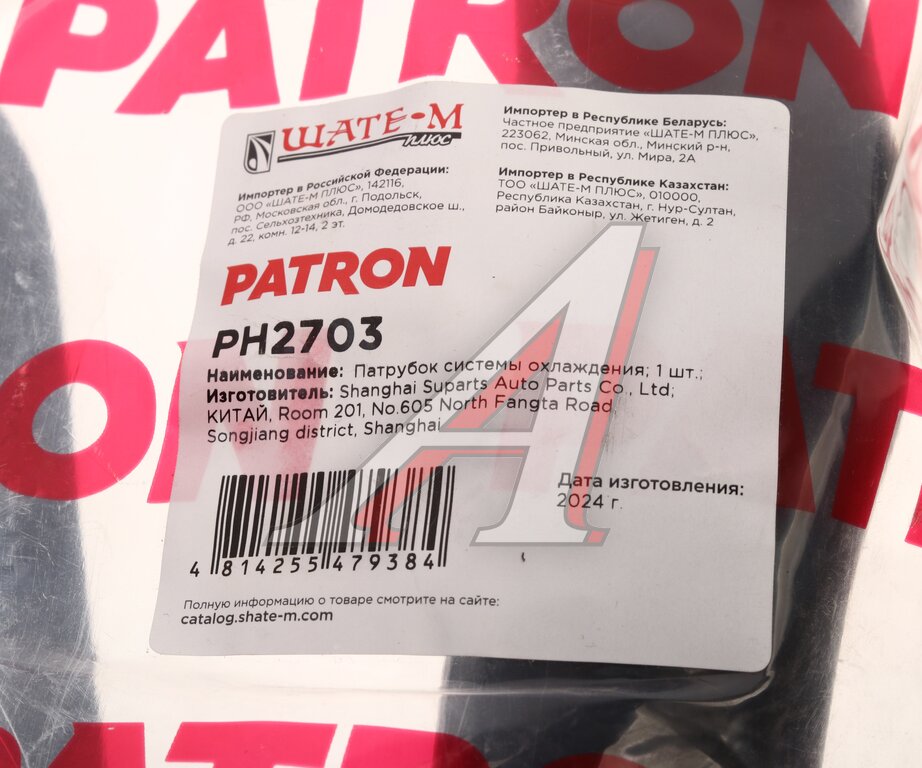 PATRON
ШАТЕ-М
плюс
Импортер в Российской Федерации:
ООО «ШАТЕ-М ПЛЮС», 142116,
РФ, Московская обл., г. Подольск,
пос. Сельхозтехника, Домодедовское ш.,
д. 22, комн. 12-14, 2 эт.
Импортер в Республике Беларусь:
Частное предприятие «ШАТЕ-М ПЛЮС»,
223062, Минская обл., Минский р-н,
пос. Привольный, ул. Мира, 2А
Импортер в Республике Казахстан:
ТОО «ШАТЕ-М ПЛЮС», 010000,
Республика Казахстан, г. Нур-Султан,
район Байконыр, ул. Жетиген, д. 2
PATRON
PH2703
Наименование: Патрубок системы охлаждения; 1 шт.;
Изготовитель: Shanghai Suparts Auto Parts Co., Ltd;
КИТАЙ, Room 201, No.605 North Fangta Road
Songjiang district, Shanghai
Дата изготовления:
2024 г.
4 814255 479384
Полную информацию о товаре смотрите на сайте:
catalog.shate-m.com